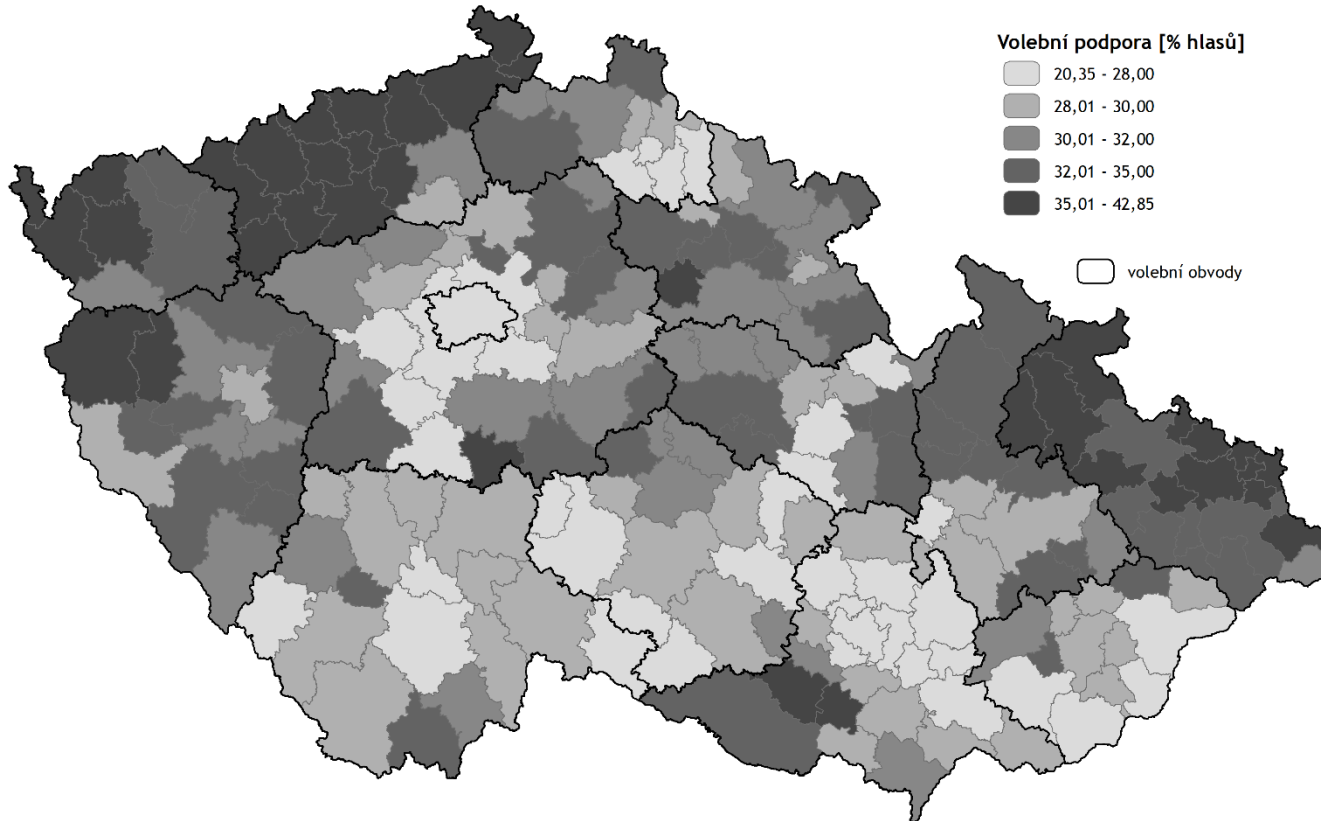 Volební podpora [% hlasů]
20,35 - 28,00
28,01 - 30,00
30,01 - 32,00
32,01 - 35,00
35,01 - 42,85
volební obvody